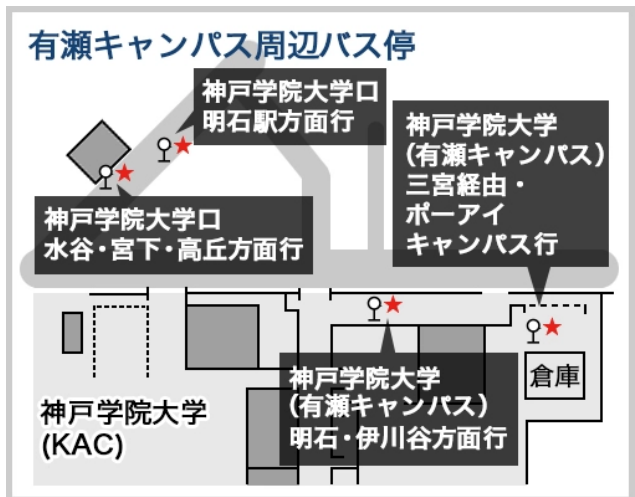 有瀬キャンパス周辺バス停
神戸学院大学口
明石駅方面行
神戸学院大学
(有瀬キャンパス)
三宮経由・
ポーアイ
キャンパス行
神戸学院大学口
水谷・宮下・高丘方面行
神戸学院大学
(有瀬キャンパス)
明石・伊川谷方面行
倉庫
神戸学院大学
(KAC)